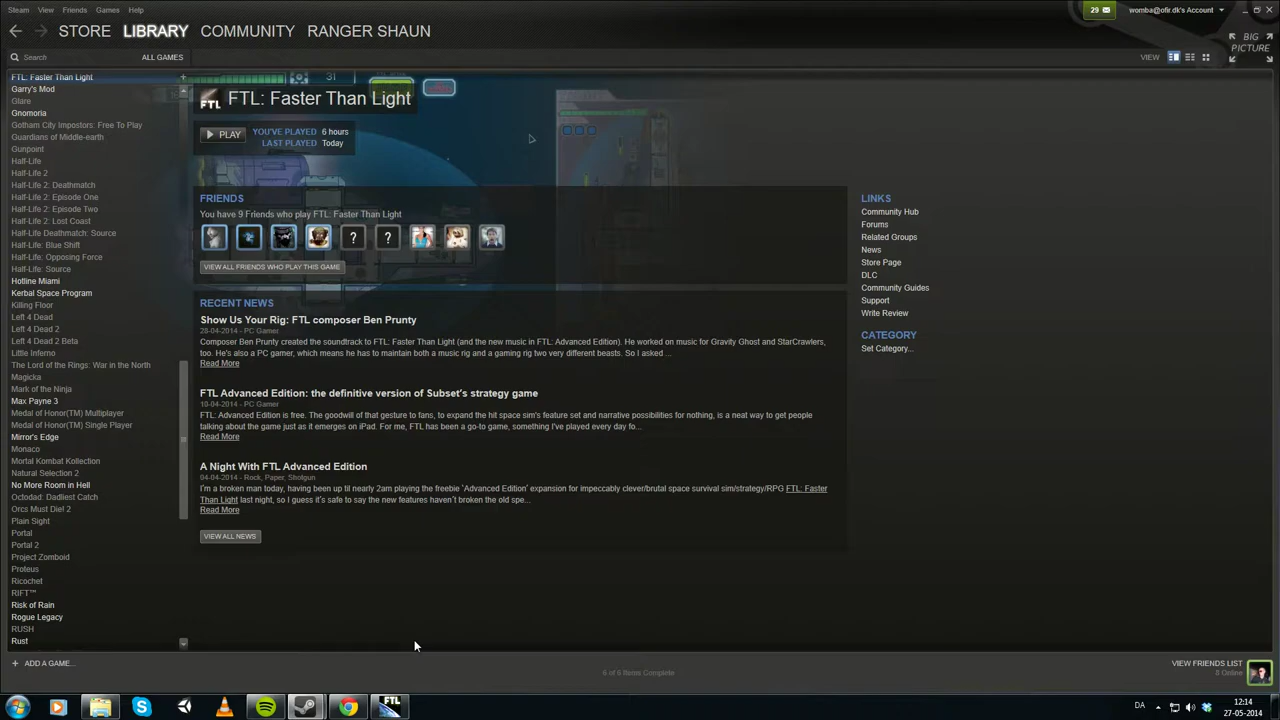 Steam View Friends Games Help
29
womba@ofir.dk's Account
STORE LIBRARY COMMUNITY RANGER SHAUN
BIG
PICTURE
Search ALL GAMES
VIEW
FTL: Faster Than Light
31
Garry's Mod
Glare
Gnomoria
Gotham City Impostors: Free To Play
Guardians of Middle-earth
Gunpoint
Half-Life
Half-Life 2
Half-Life 2: Deathmatch
Half-Life 2: Episode One
Half-Life 2: Episode Two
Half-Life 2: Lost Coast
Half-Life Deathmatch: Source
Half-Life: Blue Shift
Half-Life: Opposing Force
Half-Life: Source
Hotline Miami
Kerbal Space Program
Killing Floor
Left 4 Dead
Left 4 Dead 2
Left 4 Dead 2 Beta
Little Inferno
The Lord of the Rings: War in the North
Magicka
Mark of the Ninja
Max Payne 3
Medal of Honor(TM) Multiplayer
Medal of Honor(TM) Single Player
Mirror's Edge
Monaco
Mortal Kombat Kollection
Natural Selection 2
No More Room in Hell
Octodad: Dadliest Catch
Orcs Must Die! 2
Plain Sight
Portal
Portal 2
Project Zomboid
Proteus
Ricochet
RIFT™
Risk of Rain
Rogue Legacy
RUSH
Rust
FTL
FTL: Faster Than Light
PLAY
YOU'VE PLAYED 6 hours
LAST PLAYED Today
FRIENDS
You have 9 Friends who play FTL: Faster Than Light
? ?
VIEW ALL FRIENDS WHO PLAY THIS GAME
RECENT NEWS
Show Us Your Rig: FTL composer Ben Prunty
28-04-2014 - PC Gamer
Composer Ben Prunty created the soundtrack to FTL: Faster Than Light (and the new music in FTL: Advanced Edition). He worked on music for Gravity Ghost and StarCrawlers,
too. He's also a PC gamer, which means he has to maintain both a music rig and a gaming rig two very different beasts. So I asked ...
Read More
FTL Advanced Edition: the definitive version of Subset's strategy game
10-04-2014 - PC Gamer
FTL: Advanced Edition is free. The goodwill of that gesture to fans, to expand the hit space sim's feature set and narrative possibilities for nothing, is a neat way to get people
talking about the game just as it emerges on iPad. For me, FTL has been a go-to game, something I've played every day fo...
Read More
A Night With FTL Advanced Edition
04-04-2014 - Rock, Paper, Shotgun
I'm a broken man today, having been up til nearly 2am playing the freebie 'Advanced Edition' expansion for impeccably clever/brutal space survival sim/strategy/RPG FTL: Faster
Than Light last night, so I guess it's safe to say the new features haven't broken the old spe...
Read More
VIEW ALL NEWS
LINKS
Community Hub
Forums
Related Groups
News
Store Page
DLC
Community Guides
Support
Write Review
CATEGORY
Set Category...
+ ADD A GAME...
6 of 6 Items Complete
VIEW FRIENDS LIST
8 Online
FTL
DA
12:14
27-05-2014